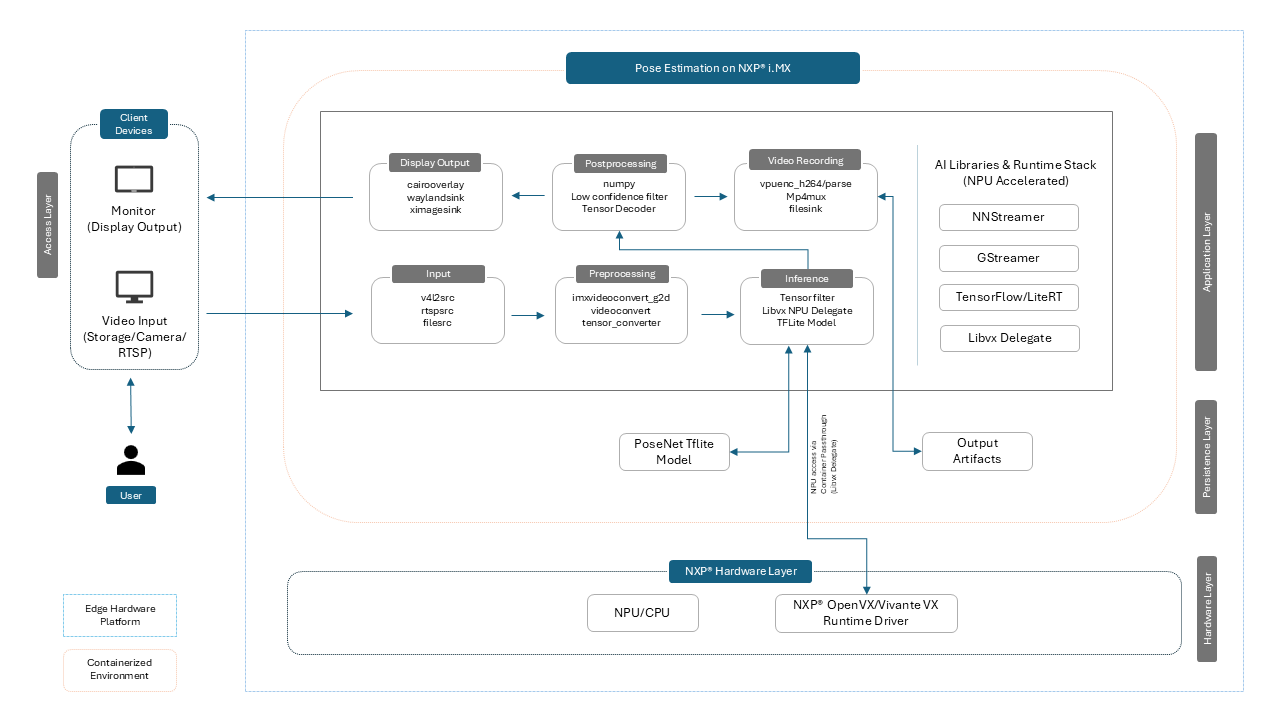 Pose Estimation on NXP® i.MX
Client
Devices
Access Layer
Monitor
(Display Output)
Video Input
(Storage/Camera/
RTSP)
User
Display Output
cairooverlay
waylandsink
ximagesink
Postprocessing
numpy
Low confidence filter
Tensor Decoder
Video Recording
vpuenc_h264/parse
Mp4mux
filesink
Input
v4l2src
rtspsrc
filesrc
Preprocessing
imxvideoconvert_g2d
videoconvert
tensor_converter
Inference
Tensor filter
Libvx NPU Delegate
TFLite Model
AI Libraries & Runtime Stack
(NPU Accelerated)
NNStreamer
GStreamer
TensorFlow/LiteRT
Libvx Delegate
Application Layer
PoseNet Tflite
Model
NPU access via
Container Passthrough
(Libvx Delegate)
Output
Artifacts
Persistence Layer
NXP® Hardware Layer
NPU/CPU
NXP® OpenVX/Vivante VX
Runtime Driver
Hardware Layer
Edge Hardware
Platform
Containerized
Environment